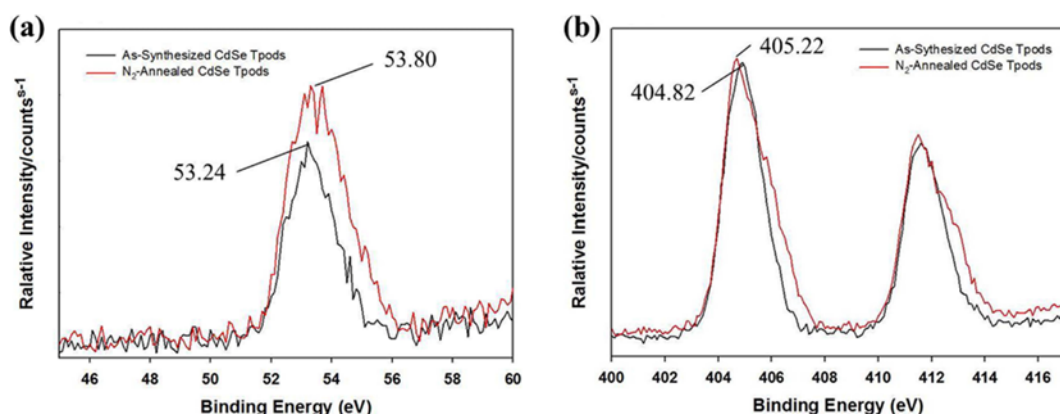 (a)
Ralative Intensity/counts s-1
As-Synthesized CdSe Tpods
N2-Annealed CdSe Tpods
53.80
53.24
46 48 50 52 54 56 58 60
Binding Energy (eV)
(b)
Ralative Intensity/counts s-1
As-Sythesized CdSe Tpods
N2-Annealed CdSe Tpods
405.22
404.82
400 402 404 406 408 410 412 414 416
Binding Energy (eV)